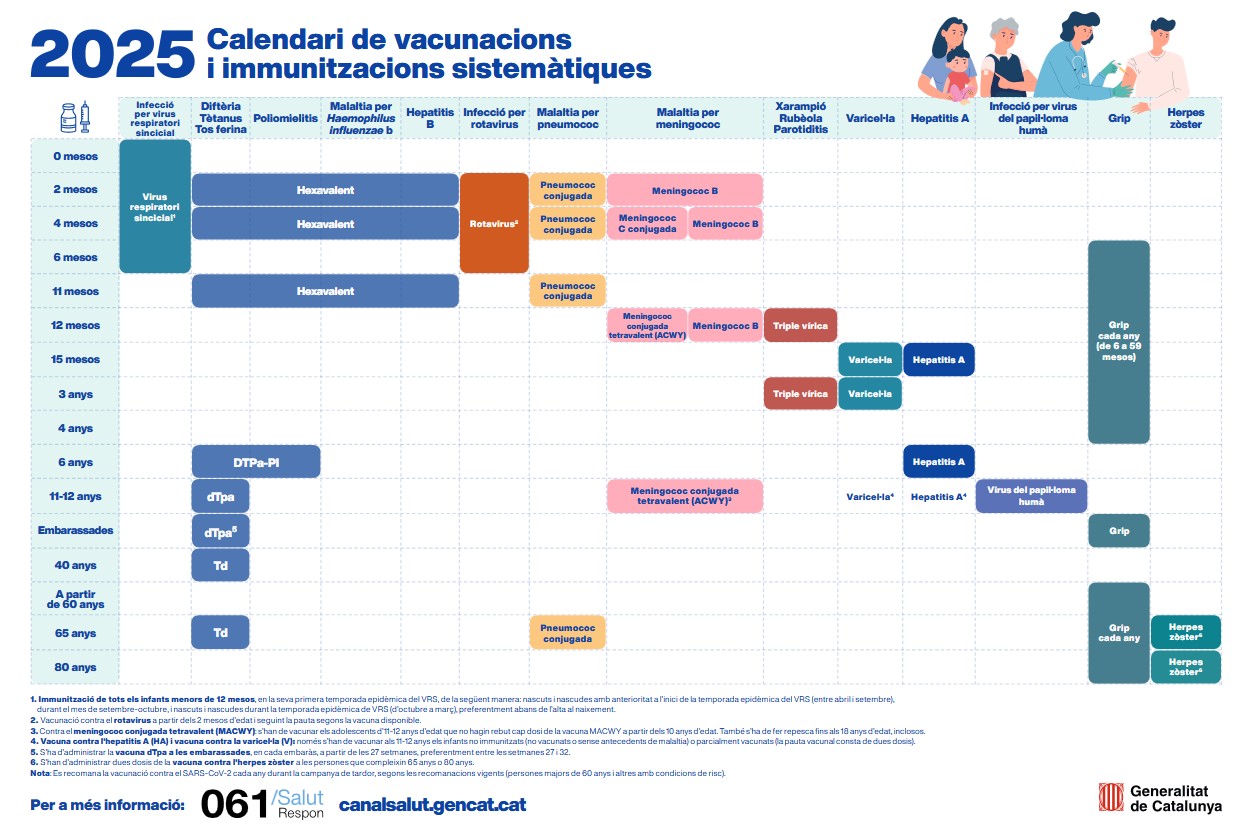 2025 Calendari de vacunacions
i immunitzacions sistemàtiques
Infecció
per virus
respiratori
sincicial
Diftèria
Tètanus
Tos ferina
Poliomielitis
Malaltia per
Haemophilus
influenzae b
Hepatitis
B
Infecció per
rotavirus
Malaltia per
pneumococ
Malaltia per
meningococ
Xarampió
Rubèola
Parotiditis
Varicel·la
Hepatitis A
Infecció per virus
del papil·loma
humà
Grip
Herpes
zòster
0 mesos
Virus
respiratori
sincicial¹
2 mesos
Hexavalent
Rotavirus²
Pneumococ
conjugada
Meningococ B
4 mesos
Hexavalent
Pneumococ
conjugada
Meningococ
C conjugada
Meningococ B
6 mesos
Grip
cada any
(de 6 a 59
mesos)
11 mesos
Hexavalent
Pneumococ
conjugada
12 mesos
Meningococ
conjugada
tetravalent (ACWY)
Meningococ B
Triple vírica
15 mesos
Varicel·la
Hepatitis A
3 anys
Triple vírica
Varicel·la
4 anys
6 anys
DTPa-PI
Hepatitis A
11-12 anys
dTpa
Meningococ conjugada
tetravalent (ACWY)³
Varicel·la⁴
Hepatitis A⁴
Virus del papil·loma
humà
Embarassades
dTpa⁵
Grip
40 anys
Td
A partir
de 60 anys
Grip
cada any
65 anys
Td
Pneumococ
conjugada
Herpes
zòster⁶
80 anys
Herpes
zòster⁶
1. Immunització de tots els infants menors de 12 mesos, en la seva primera temporada epidèmica del VRS, de la següent manera: nascuts i nascudes amb anterioritat a l'inici de la temporada epidèmica del VRS (entre abril i setembre),
durant el mes de setembre-octubre, i nascuts i nascudes durant la temporada epidèmica de VRS (d'octubre a març), preferentment abans de l'alta al naixement.
2. Vacunació contra el rotavirus a partir dels 2 mesos d'edat i seguint la pauta segons la vacuna disponible.
3. Contra el meningococ conjugada tetravalent (MACWY): s'han de vacunar els adolescents d'11-12 anys d'edat que no hagin rebut cap dosi de la vacuna MACWY a partir dels 10 anys d'edat. També s'ha de fer repesca fins als 18 anys d'edat, inclosos.
4. Vacuna contra l'hepatitis A (HA) i vacuna contra la varicel·la (V): només s'han de vacunar als 11-12 anys els infants no immunitzats (no vacunats o sense antecedents de malaltia) o parcialment vacunats (la pauta vacunal consta de dues dosis).
5. S'ha d'administrar la vacuna dTpa a les embarassades, en cada embaràs, a partir de les 27 setmanes, preferentment entre les setmanes 27 i 32.
6. S'han d'administrar dues dosis de la vacuna contra l'herpes zòster a les persones que compleixin 65 anys o 80 anys.
Nota: Es recomana la vacunació contra el SARS-CoV-2 cada any durant la campanya de tardor, segons les recomanacions vigents (persones majors de 60 anys i altres amb condicions de risc).
Per a més informació:
061/Salut
Respon
canalsalut.gencat.cat
Generalitat
de Catalunya